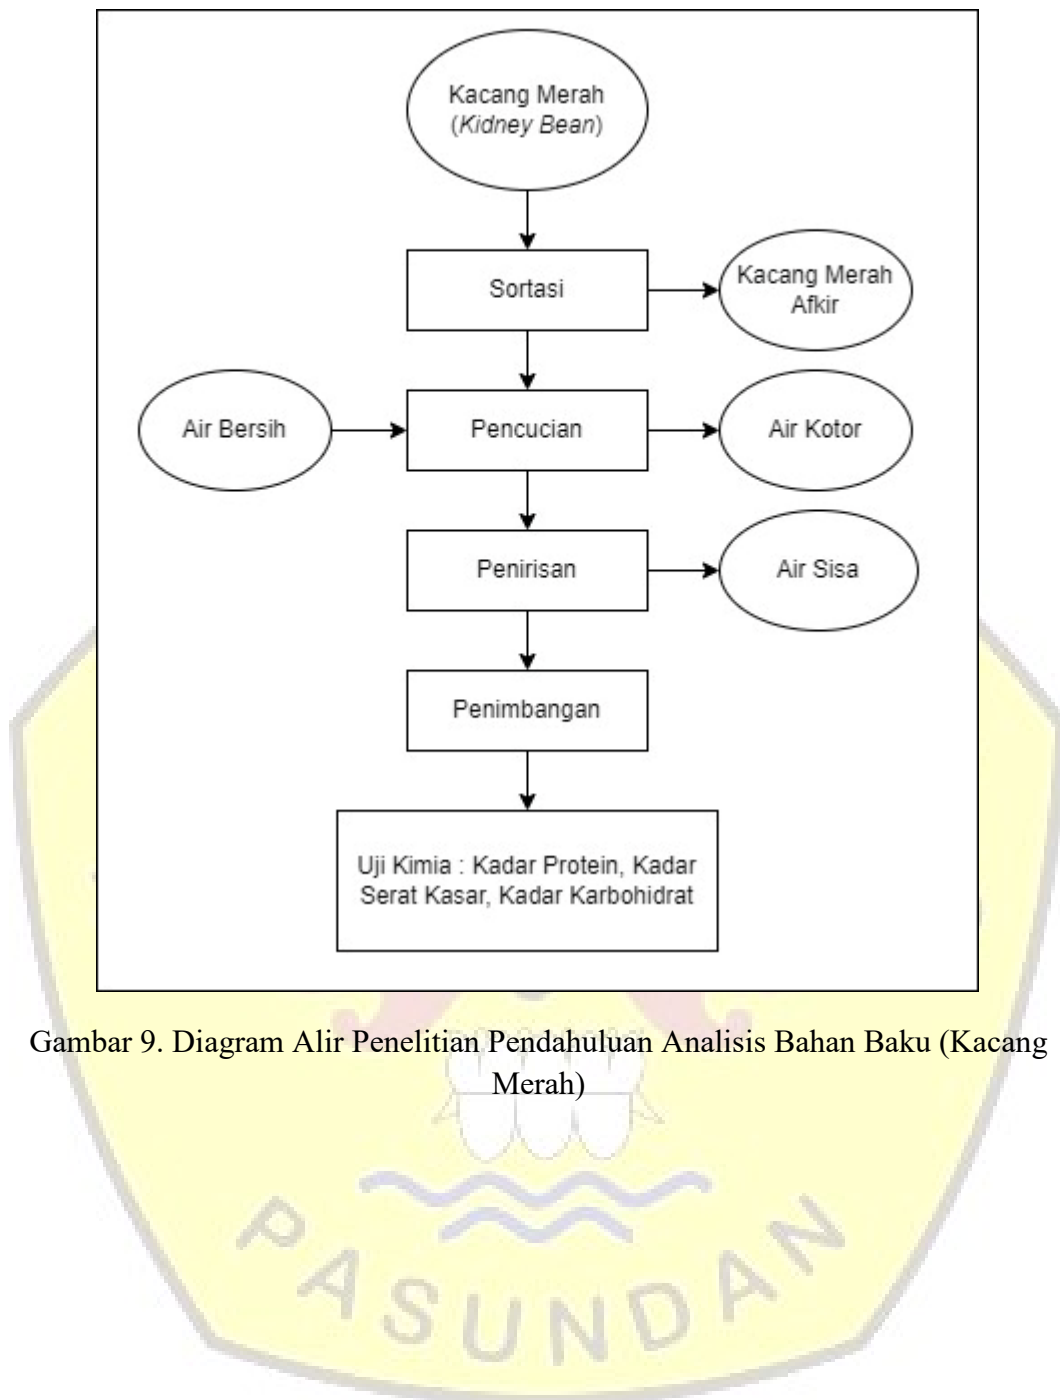 Kacang Merah
(Kidney Bean)
Sortasi
Kacang Merah
Afkir
Air Bersih
Pencucian
Air Kotor
Penirisan
Air Sisa
Penimbangan
Uji Kimia : Kadar Protein, Kadar
Serat Kasar, Kadar Karbohidrat
Gambar 9. Diagram Alir Penelitian Pendahuluan Analisis Bahan Baku (Kacang
Merah)
PASUNDAN